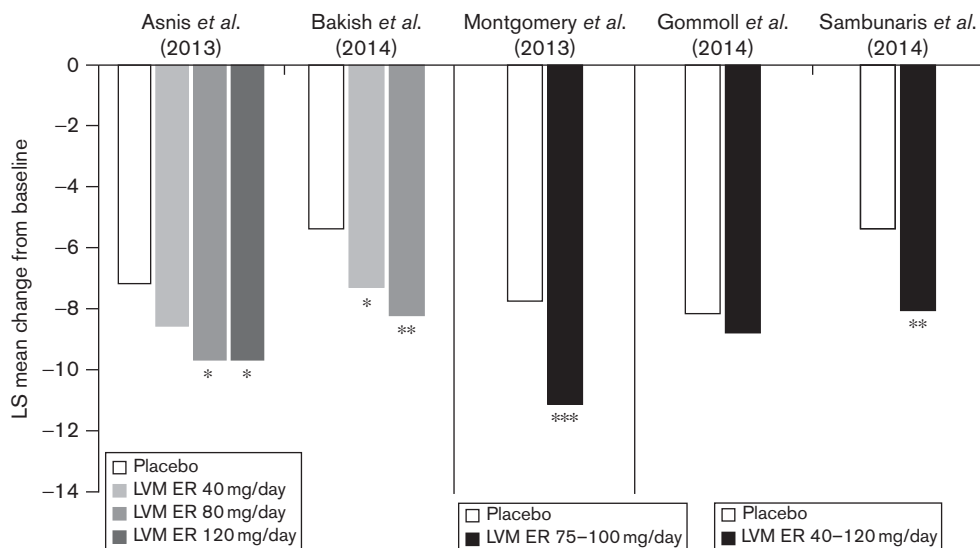 Asnis et al.
(2013)
Bakish et al.
(2014)
Montgomery et al.
(2013)
Gommoll et al.
(2014)
Sambunaris et al.
(2014)
LS mean change from baseline
0
−2
−4
−6
−8
−10
−12
−14
*
*
*
**
***
**
Placebo
LVM ER 40 mg/day
LVM ER 80 mg/day
LVM ER 120 mg/day
Placebo
LVM ER 75–100 mg/day
Placebo
LVM ER 40–120 mg/day